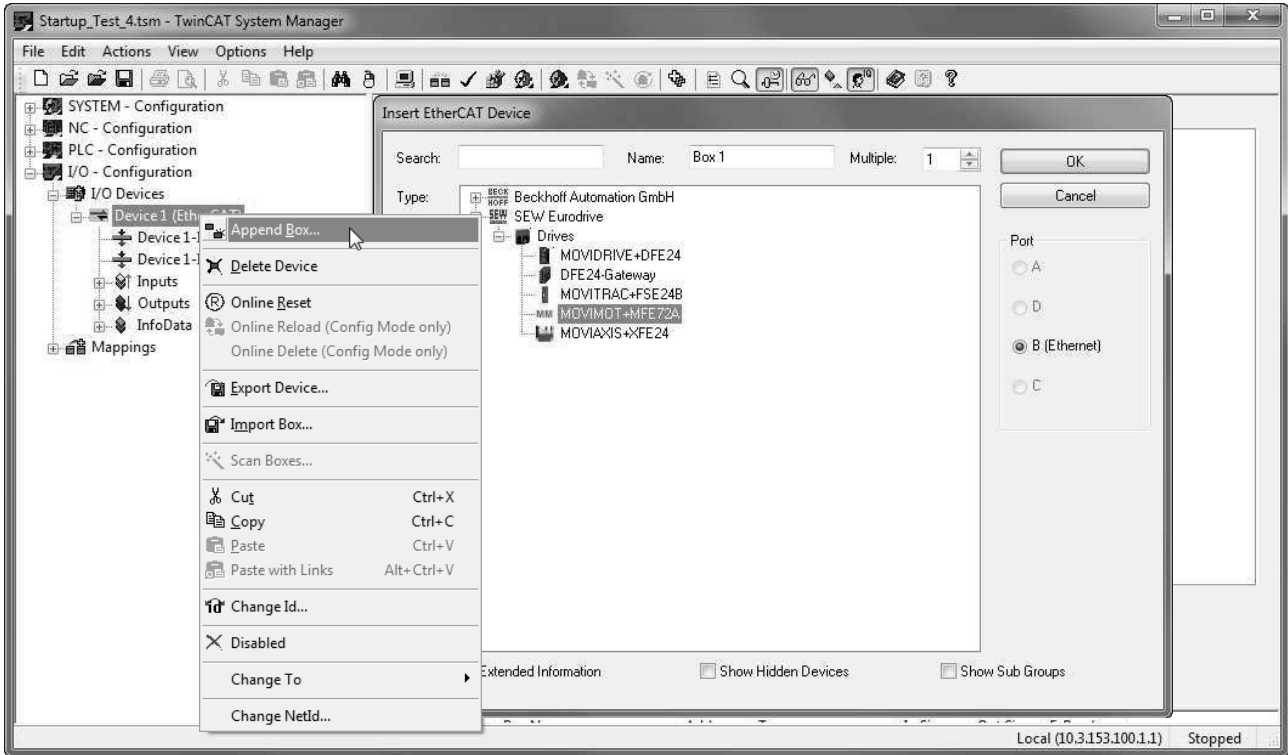 Startup_Test_4.tsm - TwinCAT System Manager
File Edit Actions View Options Help
SYSTEM - Configuration
NC - Configuration
PLC - Configuration
I/O - Configuration
I/O Devices
Device 1 (EtherCAT)
Device 1-I
Device 1-I
Inputs
Outputs
InfoData
Mappings
Append Box...
Delete Device
Online Reset
Online Reload (Config Mode only)
Online Delete (Config Mode only)
Export Device...
Import Box...
Scan Boxes...
Cut Ctrl+X
Copy Ctrl+C
Paste Ctrl+V
Paste with Links Alt+Ctrl+V
Change Id...
Disabled
Change To
Change NetId...
Insert EtherCAT Device
Search: Name: Box 1 Multiple: 1
OK
Cancel
Type:
BECK HOFF Beckhoff Automation GmbH
SEW SEW Eurodrive
Drives
MOVIDRIVE+DFE24
DFE24-Gateway
MOVITRAC+FSE24B
MM MOVIMOT+MFE72A
MOVIAXIS+XFE24
Port
A
D
B (Ethernet)
C
Extended Information Show Hidden Devices Show Sub Groups
Local (10.3.153.100.1.1) Stopped